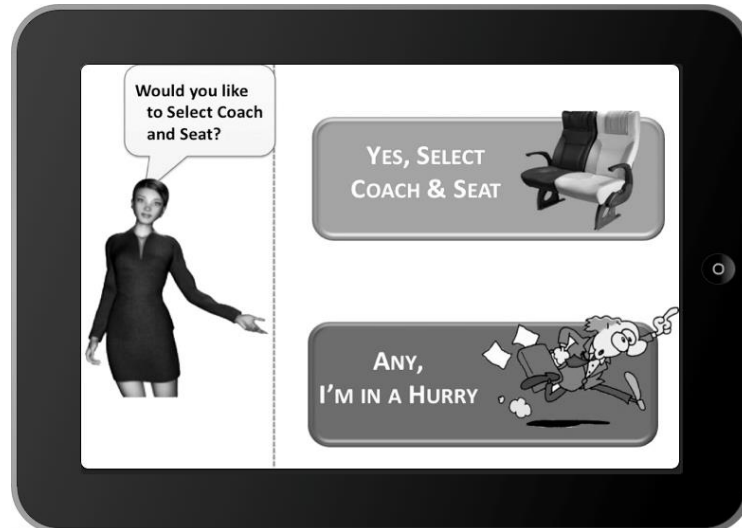 Would you like
to Select Coach
and Seat?
YES, SELECT
COACH & SEAT
ANY,
I'M IN A HURRY